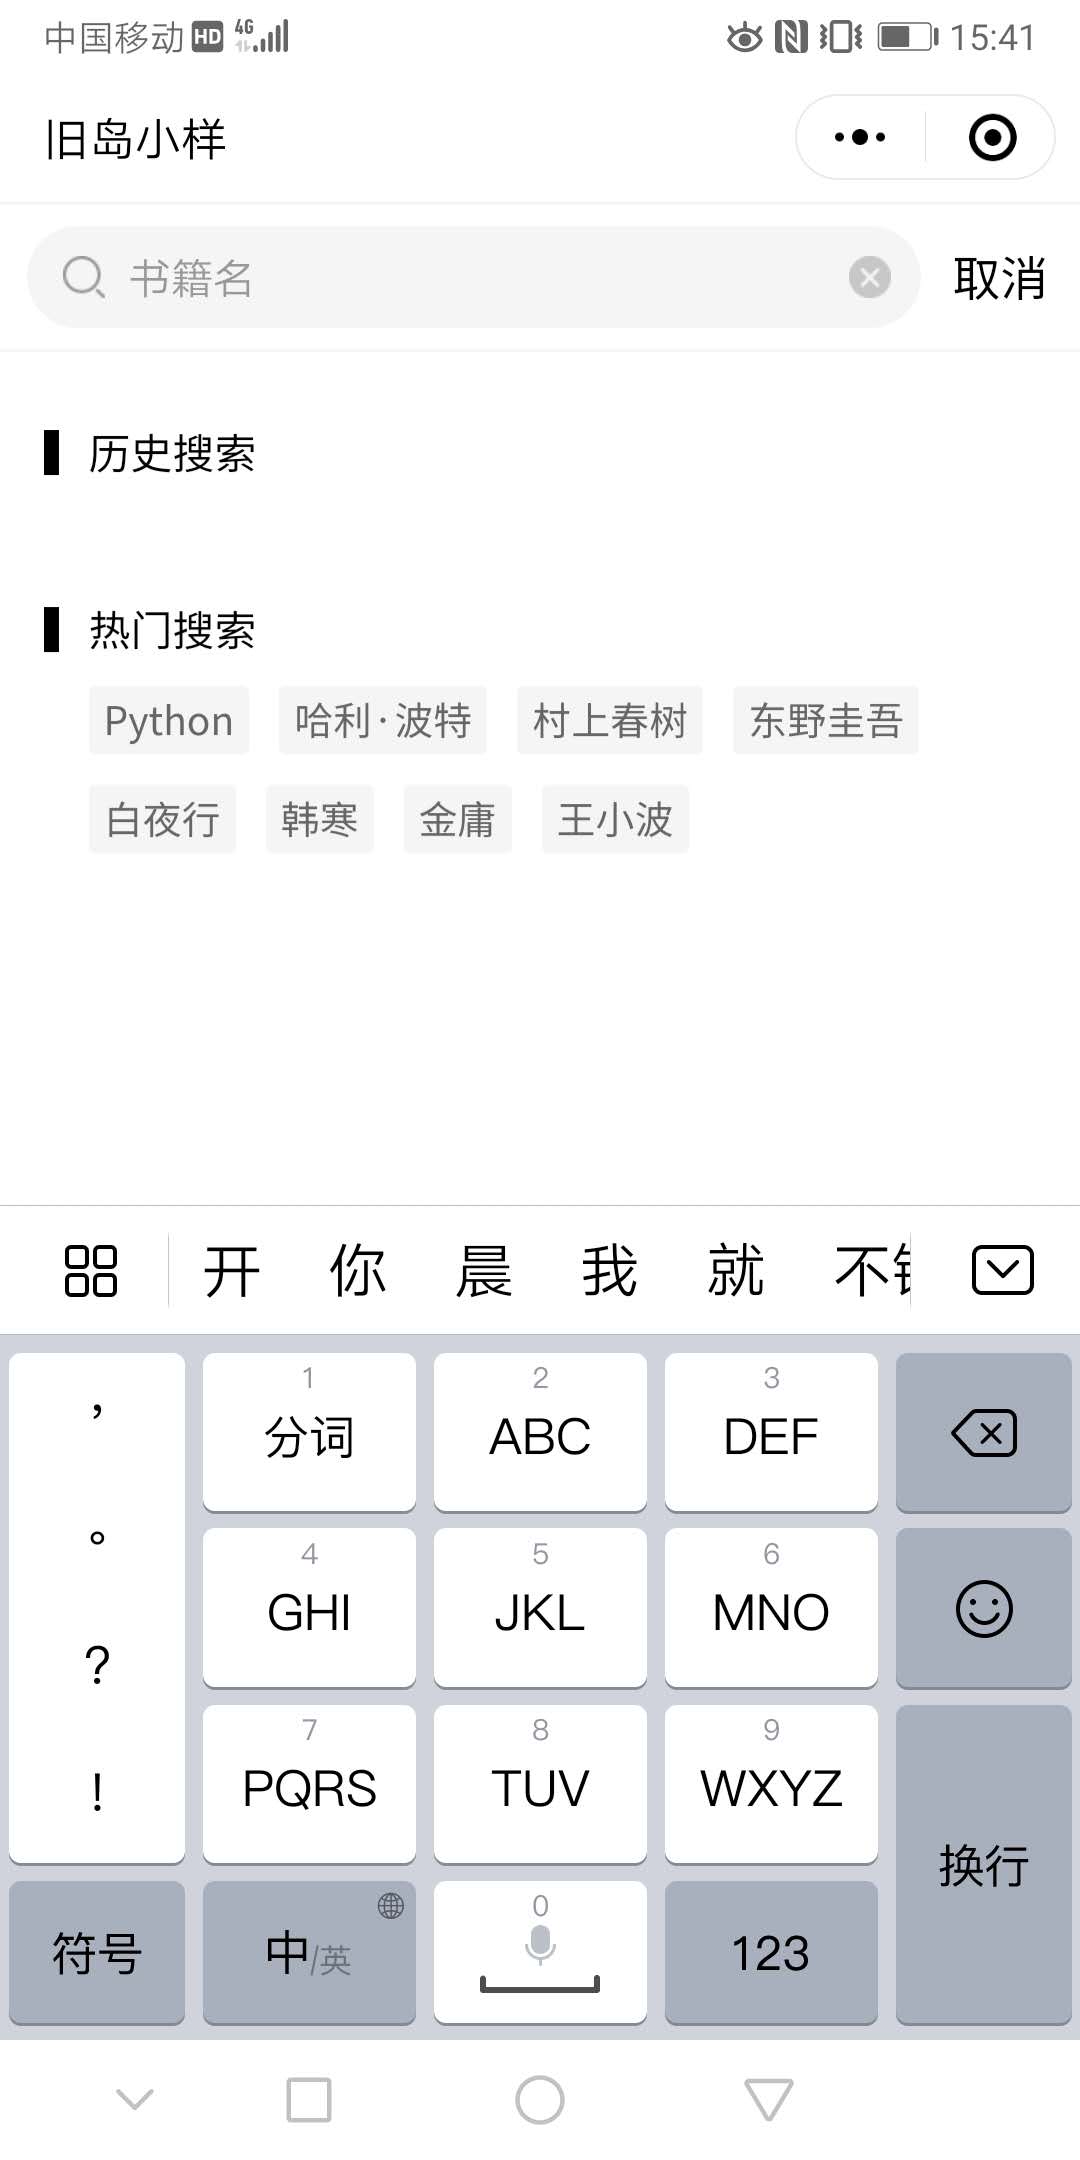 中国移动 HD 4G 15:41
旧岛小样
书籍名 取消
历史搜索
热门搜索
Python 哈利·波特 村上春树 东野圭吾
白夜行 韩寒 金庸 王小波
开 你 晨 我 就 不
， 1 2 3
分词 ABC DEF
。 4 5 6
GHI JKL MNO
? 7 8 9
PQRS TUV WXYZ
! 换行
符号 中/英 0 123